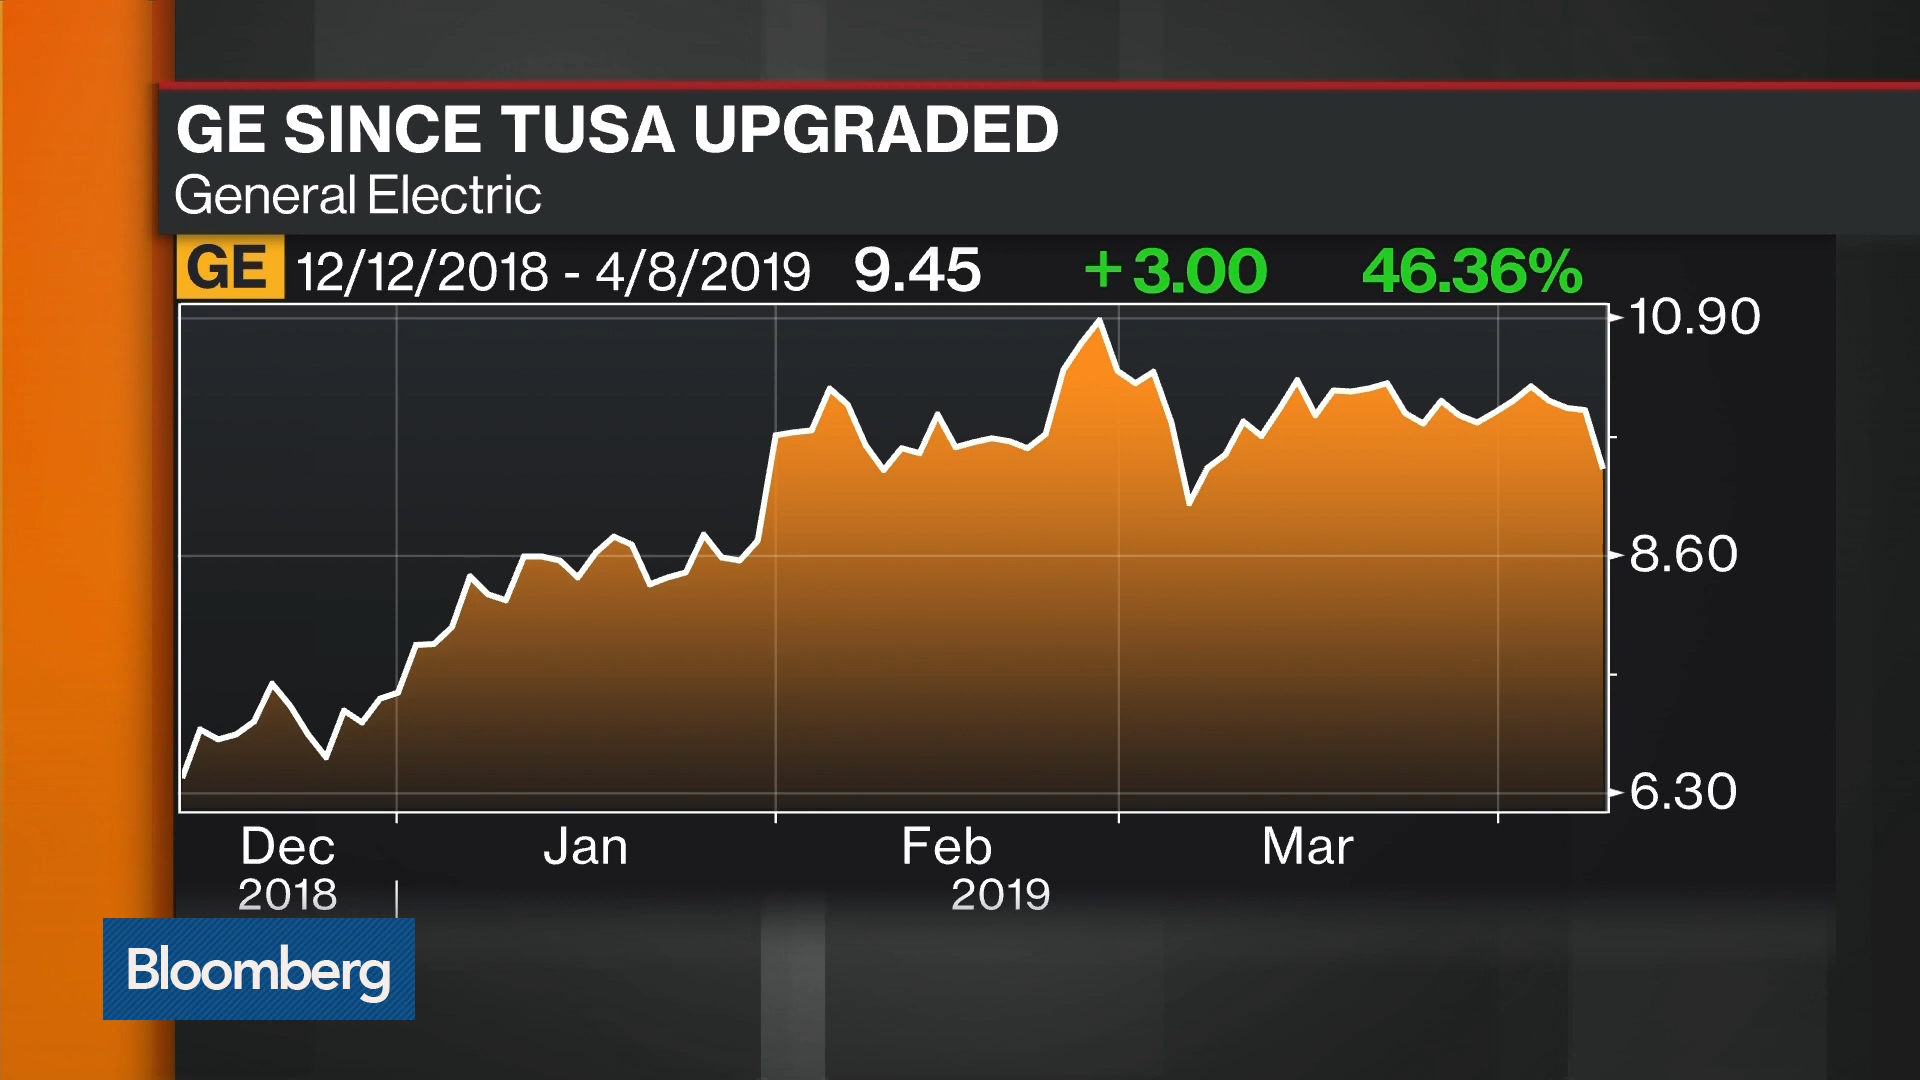 GE SINCE TUSA UPGRADED
General Electric
GE 12/12/2018 - 4/8/2019 9.45 +3.00 46.36%
10.90
8.60
6.30
Dec Jan Feb Mar
2018 2019
Bloomberg